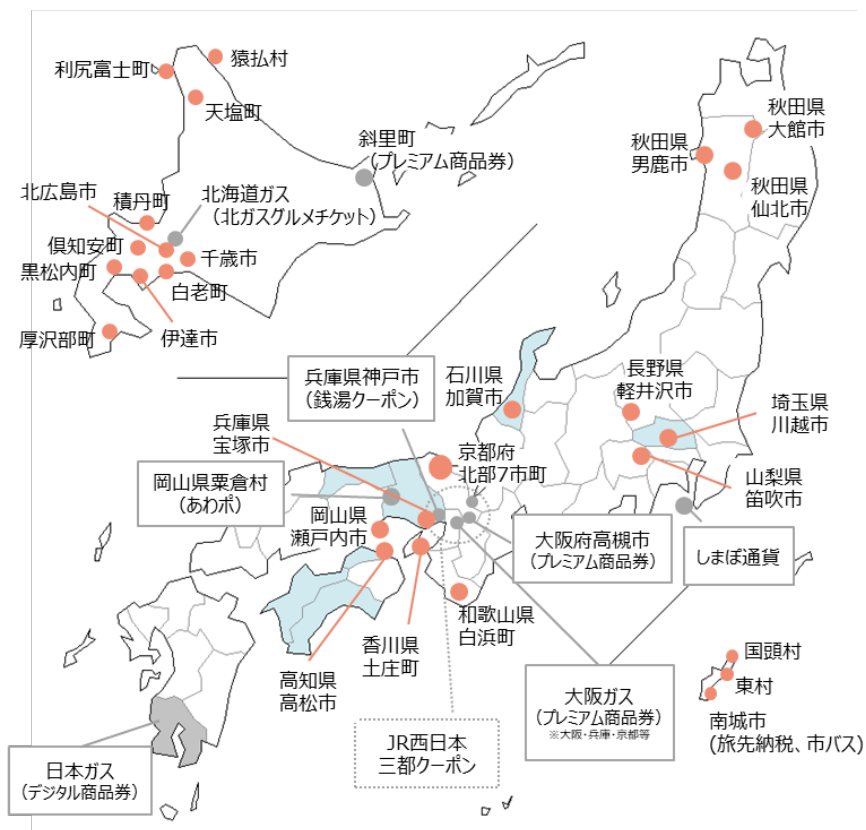 猿払村
利尻富士町
天塩町
斜里町
(プレミアム商品券)
北広島市
積丹町
北海道ガス
(北ガスグルメチケット)
倶知安町
千歳市
黒松内町
白老町
厚沢部町
伊達市
秋田県
大館市
秋田県
男鹿市
秋田県
仙北市
兵庫県神戸市
(銭湯クーポン)
石川県
加賀市
長野県
軽井沢市
埼玉県
川越市
兵庫県
宝塚市
京都府
北部7市町
山梨県
笛吹市
岡山県粟倉村
(あわポ)
岡山県
瀬戸内市
大阪府高槻市
(プレミアム商品券)
しまぽ通貨
和歌山県
白浜町
香川県
土庄町
高知県
高松市
国頭村
東村
南城市
(旅先納税、市バス)
大阪ガス
(プレミアム商品券)
※大阪・兵庫・京都等
JR西日本
三都クーポン
日本ガス
(デジタル商品券)